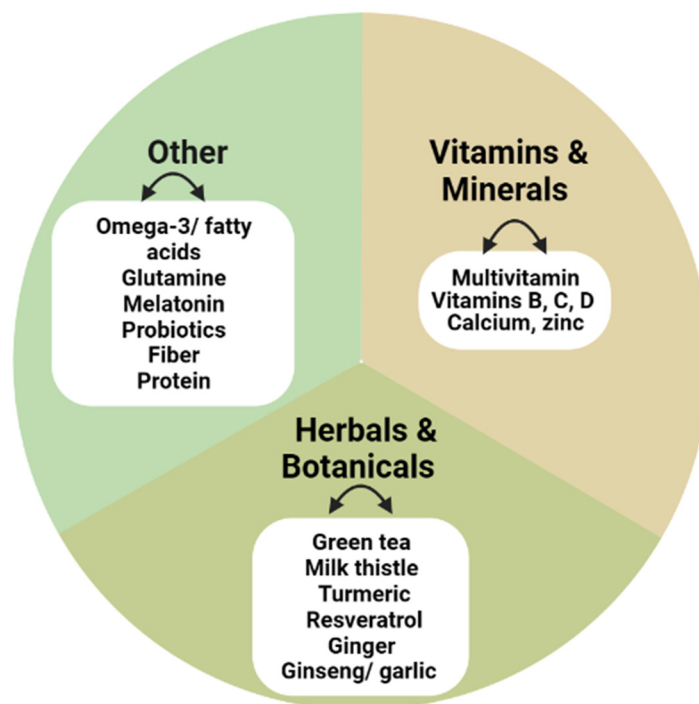 Other
Omega-3/ fatty
acids
Glutamine
Melatonin
Probiotics
Fiber
Protein
Vitamins &
Minerals
Multivitamin
Vitamins B, C, D
Calcium, zinc
Herbals &
Botanicals
Green tea
Milk thistle
Turmeric
Resveratrol
Ginger
Ginseng/ garlic